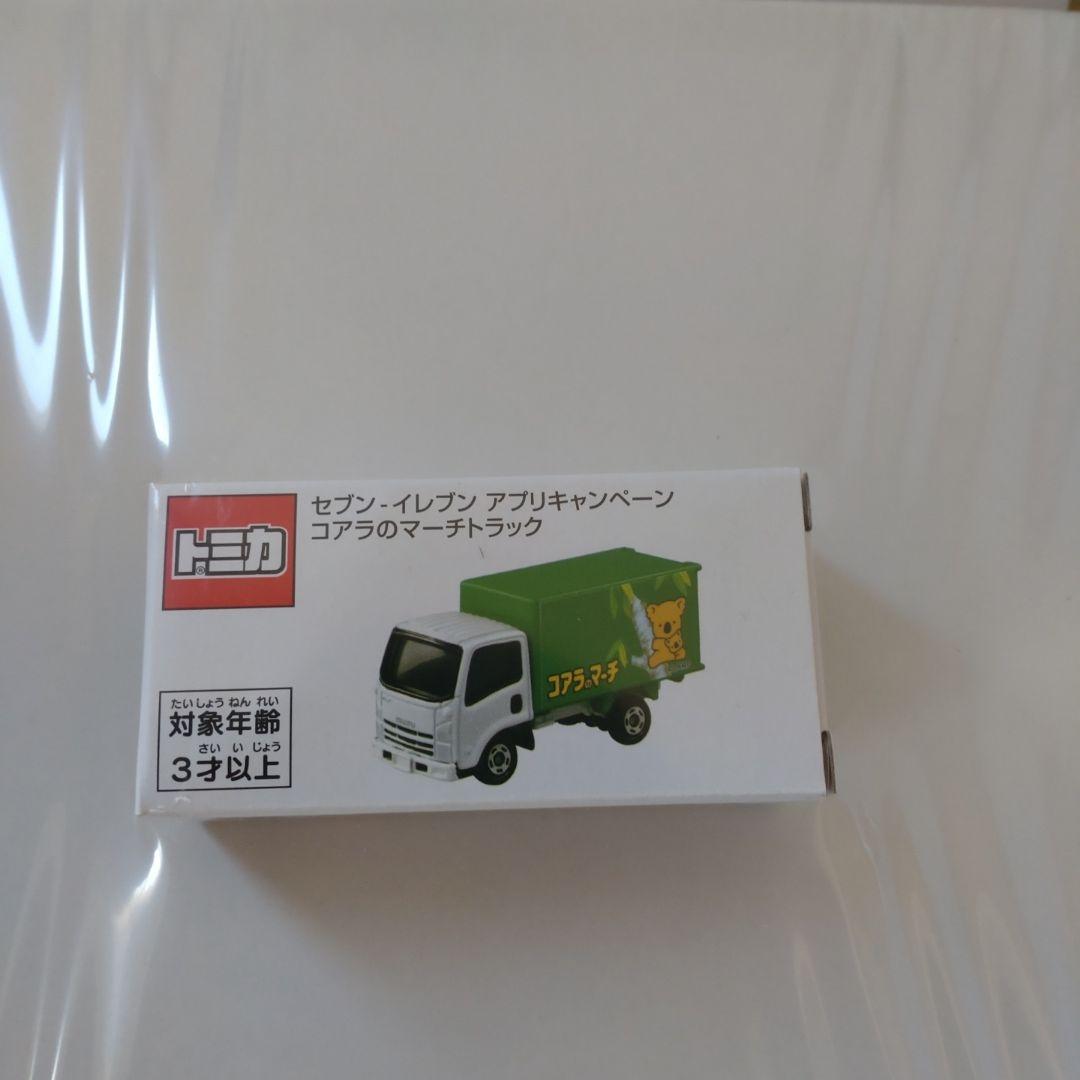 セブン-イレブン アプリキャンペーン
コアラのマーチトラック
トミカ®
コアラのマーチ
ISUZU
たいしょう ねん れい
対象年齢
さい い じょう
3才以上